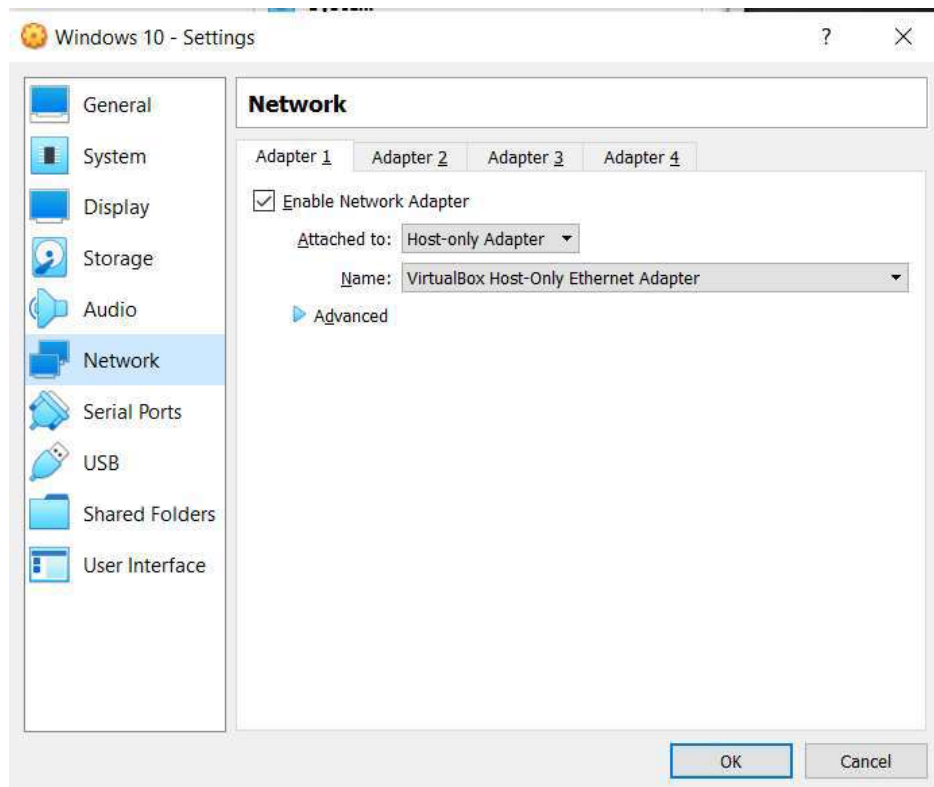 Windows 10 - Settings
?
General
System
Display
Storage
Audio
Network
Serial Ports
USB
Shared Folders
User Interface
Network
Adapter 1 Adapter 2 Adapter 3 Adapter 4
Enable Network Adapter
Attached to: Host-only Adapter
Name: VirtualBox Host-Only Ethernet Adapter
Advanced
OK Cancel